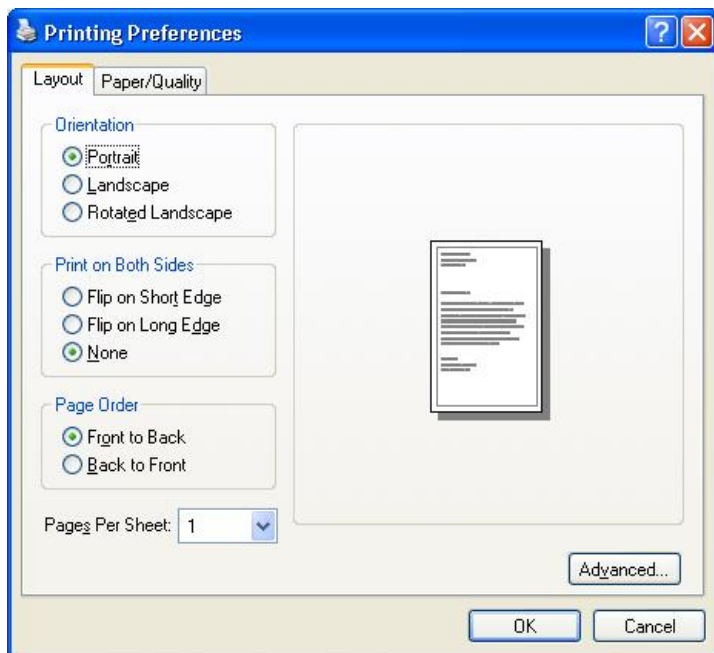 Printing Preferences
Layout Paper/Quality
Orientation
Portrait
Landscape
Rotated Landscape
Print on Both Sides
Flip on Short Edge
Flip on Long Edge
None
Page Order
Front to Back
Back to Front
Pages Per Sheet: 1
Advanced...
OK Cancel